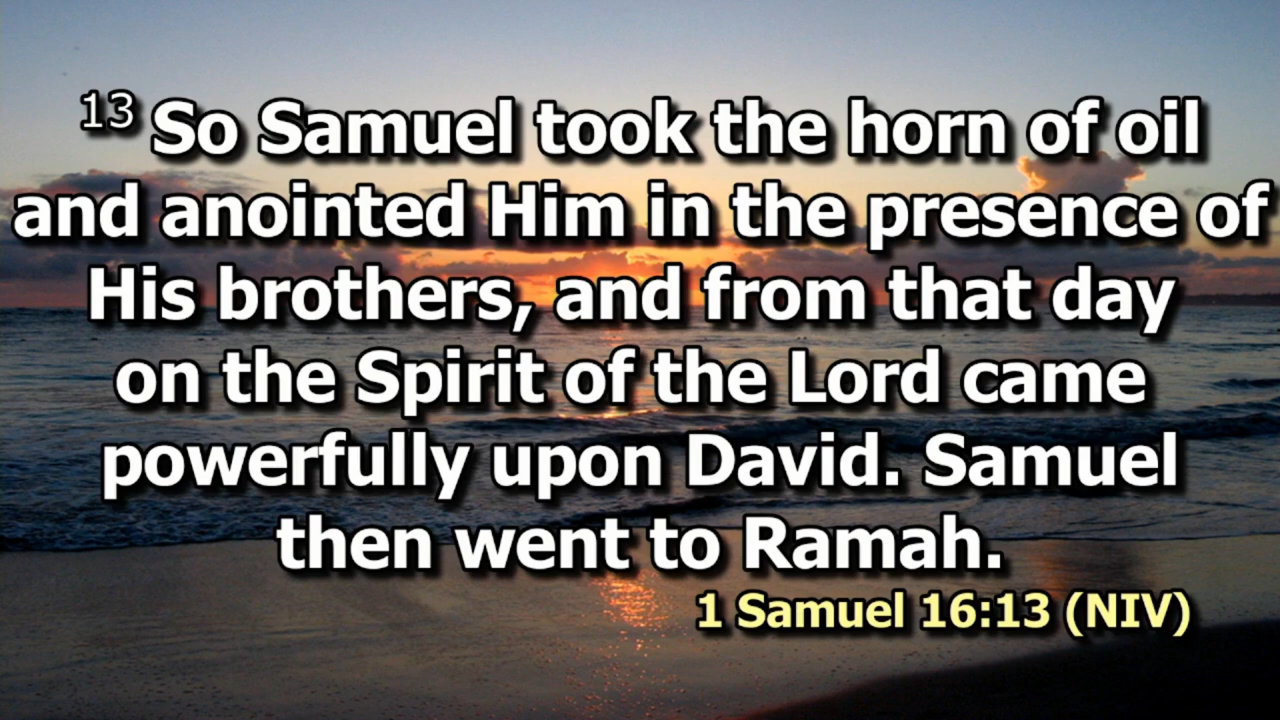 13 So Samuel took the horn of oil
and anointed Him in the presence of
His brothers, and from that day
on the Spirit of the Lord came
powerfully upon David. Samuel
then went to Ramah.
1 Samuel 16:13 (NIV)